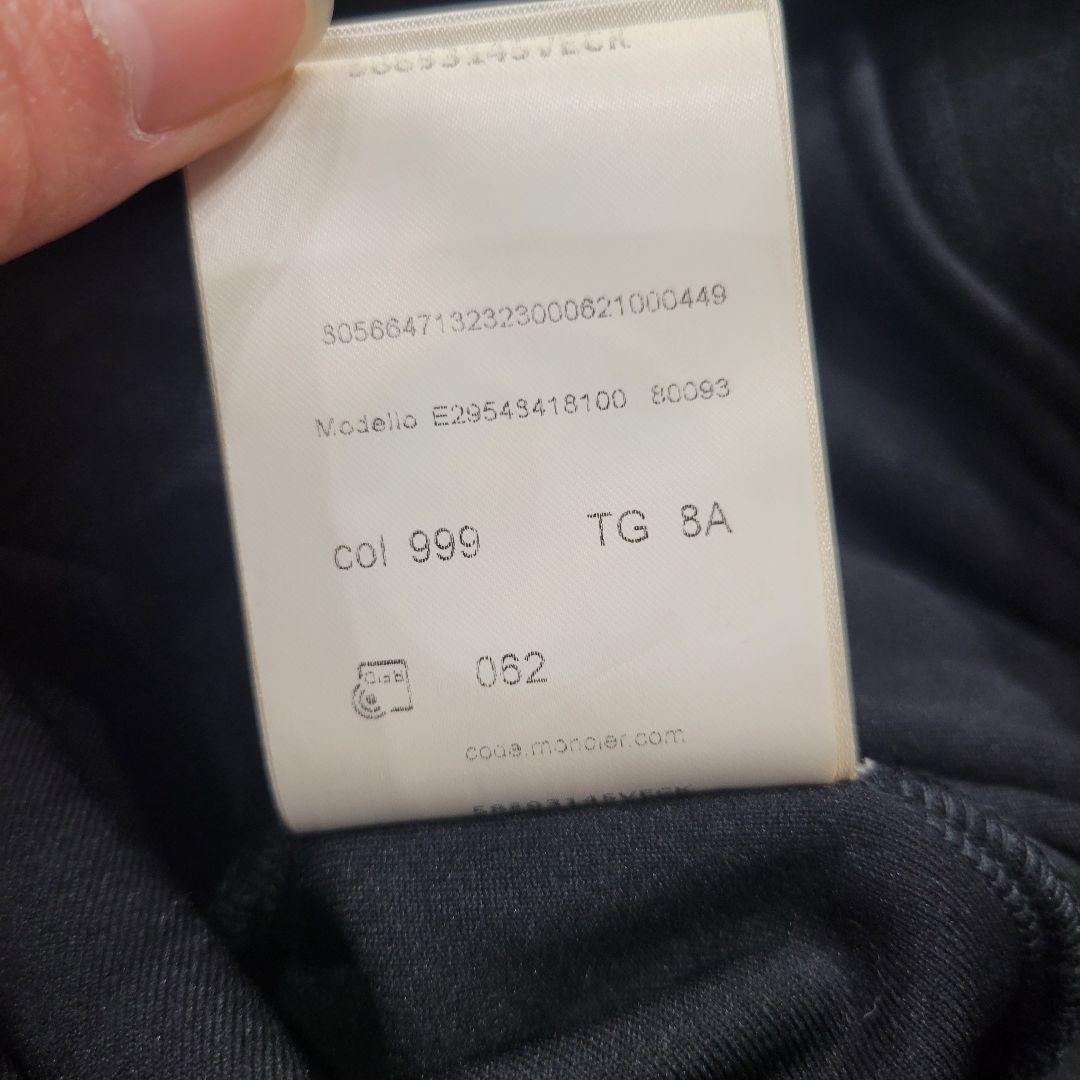 8056647132323000621000449
Modello E29548418100 80093
col 999 TG 8A
062
code.moncler.com